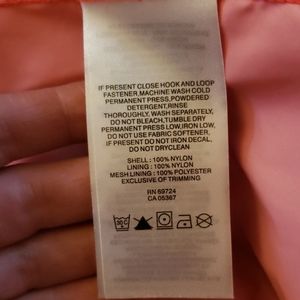 IF PRESENT CLOSE HOOK AND LOOP
FASTENER,MACHINE WASH COLD
PERMANENT PRESS,POWDERED
DETERGENT,RINSE
THOROUGHLY, WASH SEPARATELY,
DO NOT BLEACH,TUMBLE DRY
PERMANENT PRESS LOW,IRON LOW,
DO NOT USE FABRIC SOFTENER,
IF PRESENT DO NOT IRON DECAL,
DO NOT DRYCLEAN
SHELL : 100% NYLON
LINING : 100% NYLON
MESH LINING : 100% POLYESTER
EXCLUSIVE OF TRIMMING
RN 69724
CA 05367
30 C